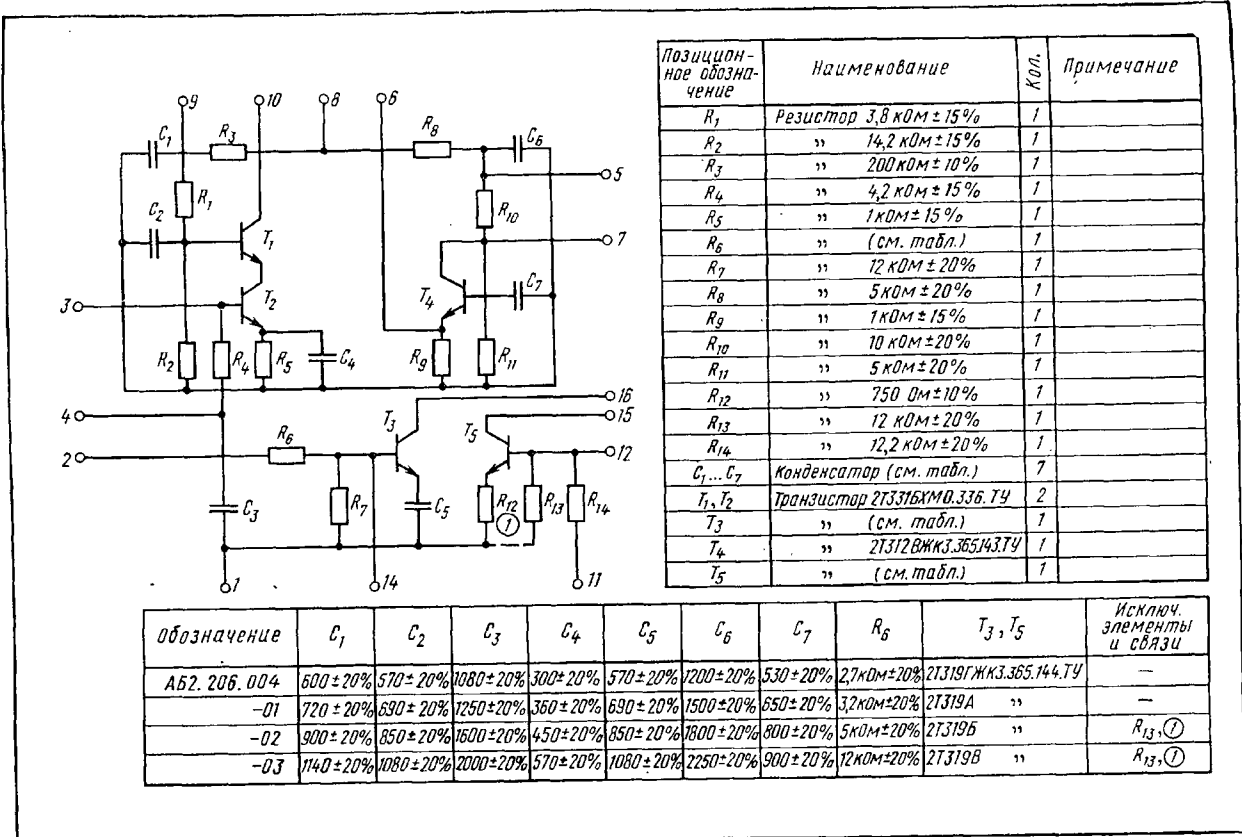 9 10 8 6
C1 R3 R8 C6
5
R1 R10
C2 T1 7
T2 T4 C7
3
R2 R4 R5 C4 R9 R11
16
4 T3 T5 15
2 R6 12
C3 R7 C5 R12 R13 R14
1
1 14 11
Позицион-
ное обозна-
чение Наименование Кол. Примечание
R1 Резистор 3,8 кОм ± 15% 1
R2 ,, 14,2 кОм ± 15% 1
R3 ,, 200 кОм ± 10% 1
R4 ,, 4,2 кОм ± 15% 1
R5 ,, 1 кОм ± 15% 1
R6 ,, (см. табл.) 1
R7 ,, 12 кОм ± 20% 1
R8 ,, 5 кОм ± 20% 1
R9 ,, 1 кОм ± 15% 1
R10 ,, 10 кОм ± 20% 1
R11 ,, 5 кОм ± 20% 1
R12 ,, 750 Ом ± 10% 1
R13 ,, 12 кОм ± 20% 1
R14 ,, 12,2 кОм ± 20% 1
C1 ... C7 Конденсатор (см. табл.) 7
T1, T2 Транзистор 2Т331БХМ0.336. ТУ 2
T3 ,, (см. табл.) 1
T4 ,, 2Т312ВЖК3.365.143.ТУ 1
T5 ,, (см. табл.) 1
Обозначение C1 C2 C3 C4 C5 C6 C7 R6 T3, T5 Исключ.
элементы
и связи
АБ2. 206. 004 600 ± 20% 570 ± 20% 1080 ± 20% 300 ± 20% 570 ± 20% 1200 ± 20% 530 ± 20% 2,7 кОм ± 20% 2Т319ГЖК3.365.144.ТУ —
-01 720 ± 20% 690 ± 20% 1250 ± 20% 360 ± 20% 690 ± 20% 1500 ± 20% 650 ± 20% 3,2 кОм ± 20% 2Т319А ,, —
-02 900 ± 20% 850 ± 20% 1600 ± 20% 450 ± 20% 850 ± 20% 1800 ± 20% 800 ± 20% 5 кОм ± 20% 2Т319Б ,, R13, 1
-03 1140 ± 20% 1080 ± 20% 2000 ± 20% 570 ± 20% 1080 ± 20% 2250 ± 20% 900 ± 20% 12 кОм ± 20% 2Т319В ,, R13, 1